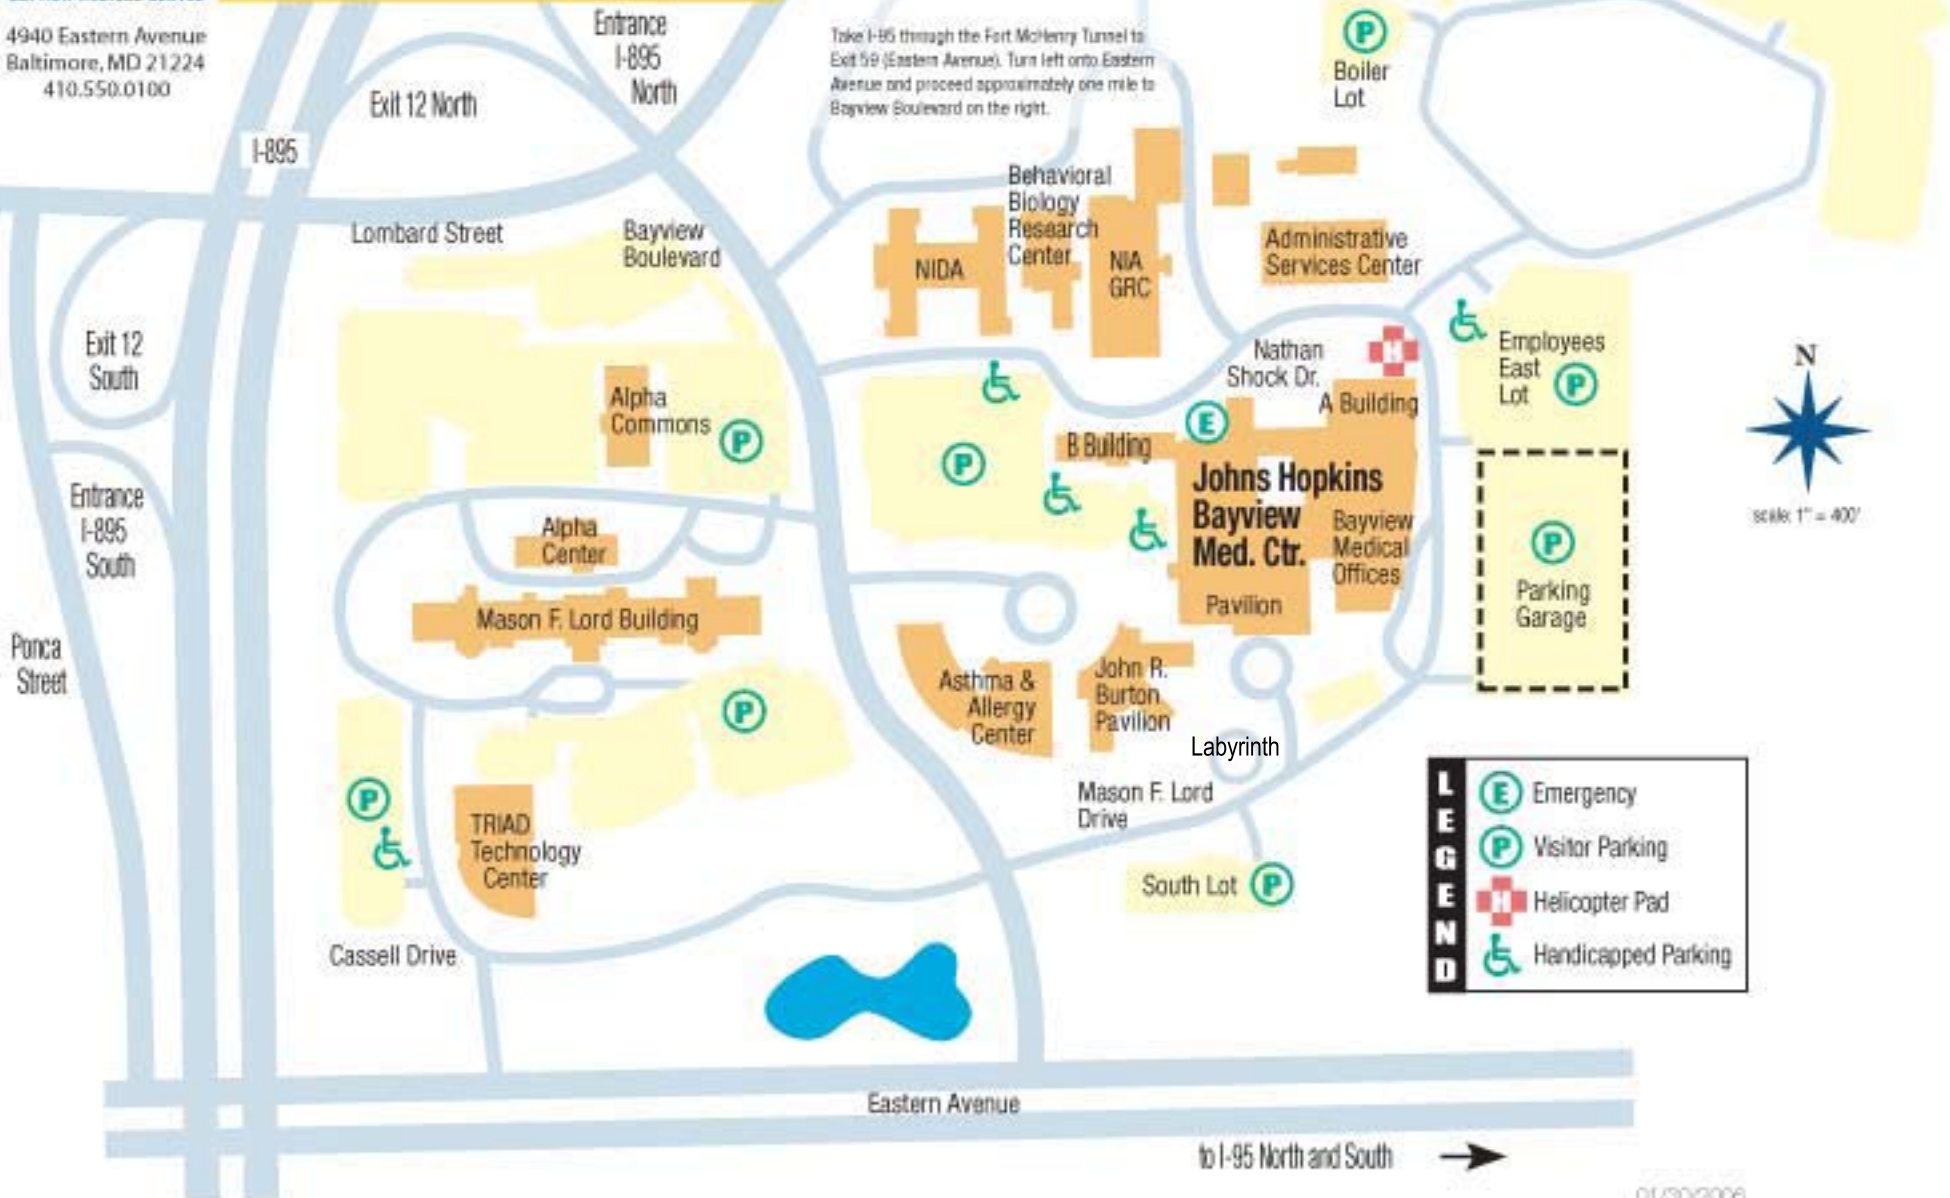 4940 Eastern Avenue
Baltimore, MD 21224
410.550.0100
Entrance
I-895
North
Exit 12 North
I-895
Take I-95 through the Fort McHenry Tunnel to
Exit 59 (Eastern Avenue). Turn left onto Eastern
Avenue and proceed approximately one mile to
Bayview Boulevard on the right.
P
Boiler
Lot
Lombard Street
Bayview
Boulevard
Behavioral
Biology
Research
Center
NIDA
NIA
GRC
Administrative
Services Center
Exit 12
South
Nathan
Shock Dr.
H
Employees
East
Lot
P
N
scale: 1" = 400'
Alpha
Commons
P
P
E
A Building
B Building
Johns Hopkins
Bayview
Med. Ctr.
Bayview
Medical
Offices
Pavilion
P
Parking
Garage
Entrance
I-895
South
Alpha
Center
Mason F. Lord Building
Ponca
Street
Asthma &
Allergy
Center
John R.
Burton
Pavilion
Labyrinth
P
P
Mason F. Lord
Drive
TRIAD
Technology
Center
South Lot
P
Cassell Drive
LEGEND
E Emergency
P Visitor Parking
H Helicopter Pad
Handicapped Parking
Eastern Avenue
to I-95 North and South